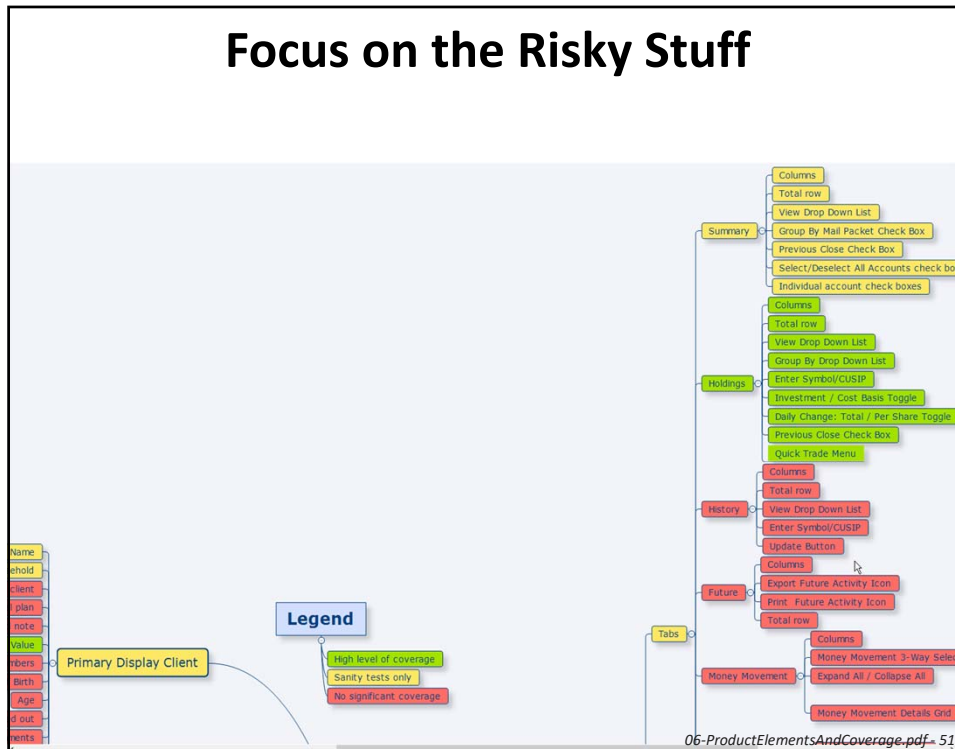 Focus on the Risky Stuff
Columns
Total row
View Drop Down List
Summary
Group By Mail Packet Check Box
Previous Close Check Box
Select/Deselect All Accounts check bo
Individual account check boxes
Columns
Total row
View Drop Down List
Group By Drop Down List
Holdings
Enter Symbol/CUSIP
Investment / Cost Basis Toggle
Daily Change: Total / Per Share Toggle
Previous Close Check Box
Quick Trade Menu
Columns
Total row
History
View Drop Down List
Enter Symbol/CUSIP
Update Button
Columns
Future
Export Future Activity Icon
Print Future Activity Icon
Total row
Tabs
Columns
Money Movement 3-Way Selec
Money Movement
Expand All / Collapse All
Money Movement Details Grid
Name
ehold
client
l plan
note
Value
mbers
Birth
Age
d out
ments
Primary Display Client
Legend
High level of coverage
Sanity tests only
No significant coverage
06-ProductElementsAndCoverage.pdf - 51